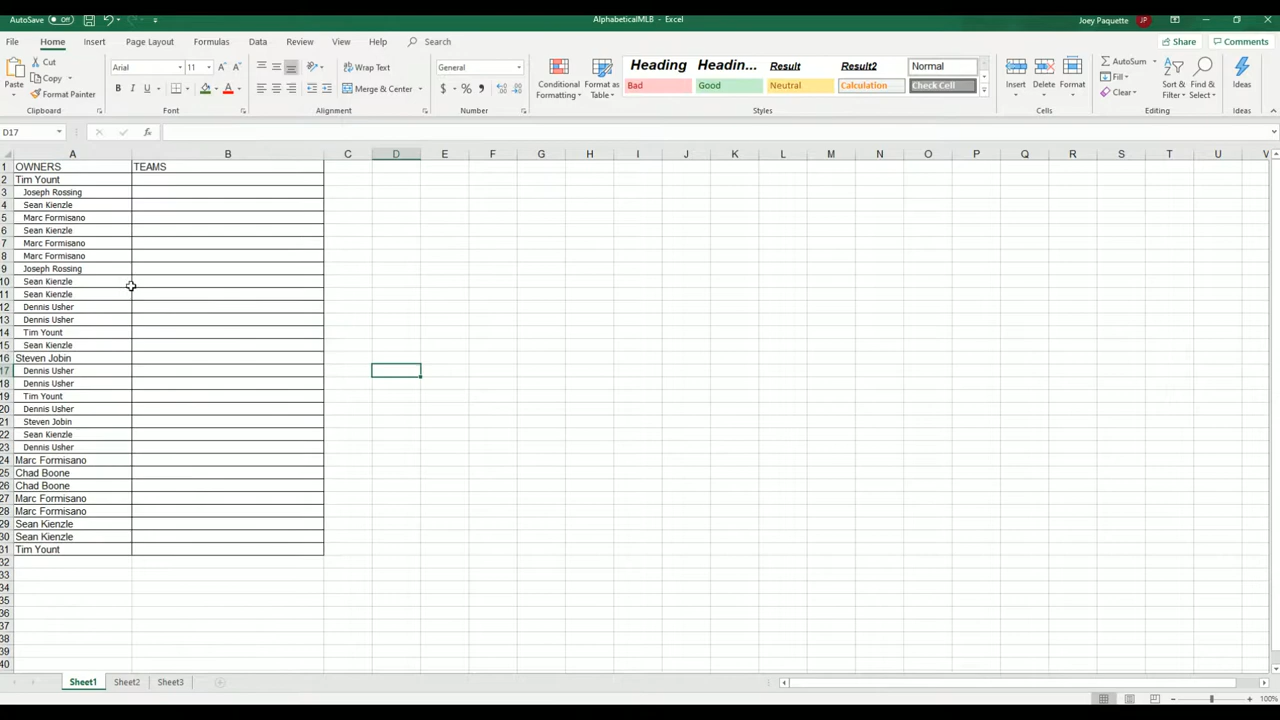 AutoSave Off AlphabeticalMLB - Excel Joey Paquette JP
File Home Insert Page Layout Formulas Data Review View Help Search Share Comments
Cut
Copy
Format Painter
Paste
Clipboard
Arial 11
B I U
Font
Wrap Text
Merge & Center
Alignment
General
$ % 9
Number
Conditional Formatting
Format as Table
Heading Headin... Result Result2 Normal
Bad Good Neutral Calculation Check Cell
Styles
Insert Delete Format
Cells
AutoSum
Fill
Clear
Sort & Filter
Find & Select
Editing
Ideas
Ideas
D17 fx
A B C D E F G H I J K L M N O P Q R S T U V
1 OWNERS TEAMS
2 Tim Yount
3 Joseph Rossing
4 Sean Kienzle
5 Marc Formisano
6 Sean Kienzle
7 Marc Formisano
8 Marc Formisano
9 Joseph Rossing
10 Sean Kienzle
11 Sean Kienzle
12 Dennis Usher
13 Dennis Usher
14 Tim Yount
15 Sean Kienzle
16 Steven Jobin
17 Dennis Usher
18 Dennis Usher
19 Tim Yount
20 Dennis Usher
21 Steven Jobin
22 Sean Kienzle
23 Dennis Usher
24 Marc Formisano
25 Chad Boone
26 Chad Boone
27 Marc Formisano
28 Marc Formisano
29 Sean Kienzle
30 Sean Kienzle
31 Tim Yount
32
33
34
35
36
37
38
39
40
Sheet1 Sheet2 Sheet3
100%